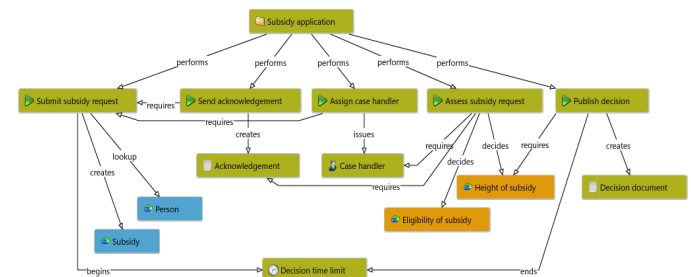 Subsidy application
performs
performs
performs
performs
performs
Submit subsidy request
requires
Send acknowledgement
Assign case handler
Assess subsidy request
Publish decision
requires
creates
issues
requires
decides
decides
requires
creates
lookup
creates
Acknowledgement
Case handler
requires
Height of subsidy
Decision document
Person
Eligibility of subsidy
Subsidy
begins
Decision time limit
ends